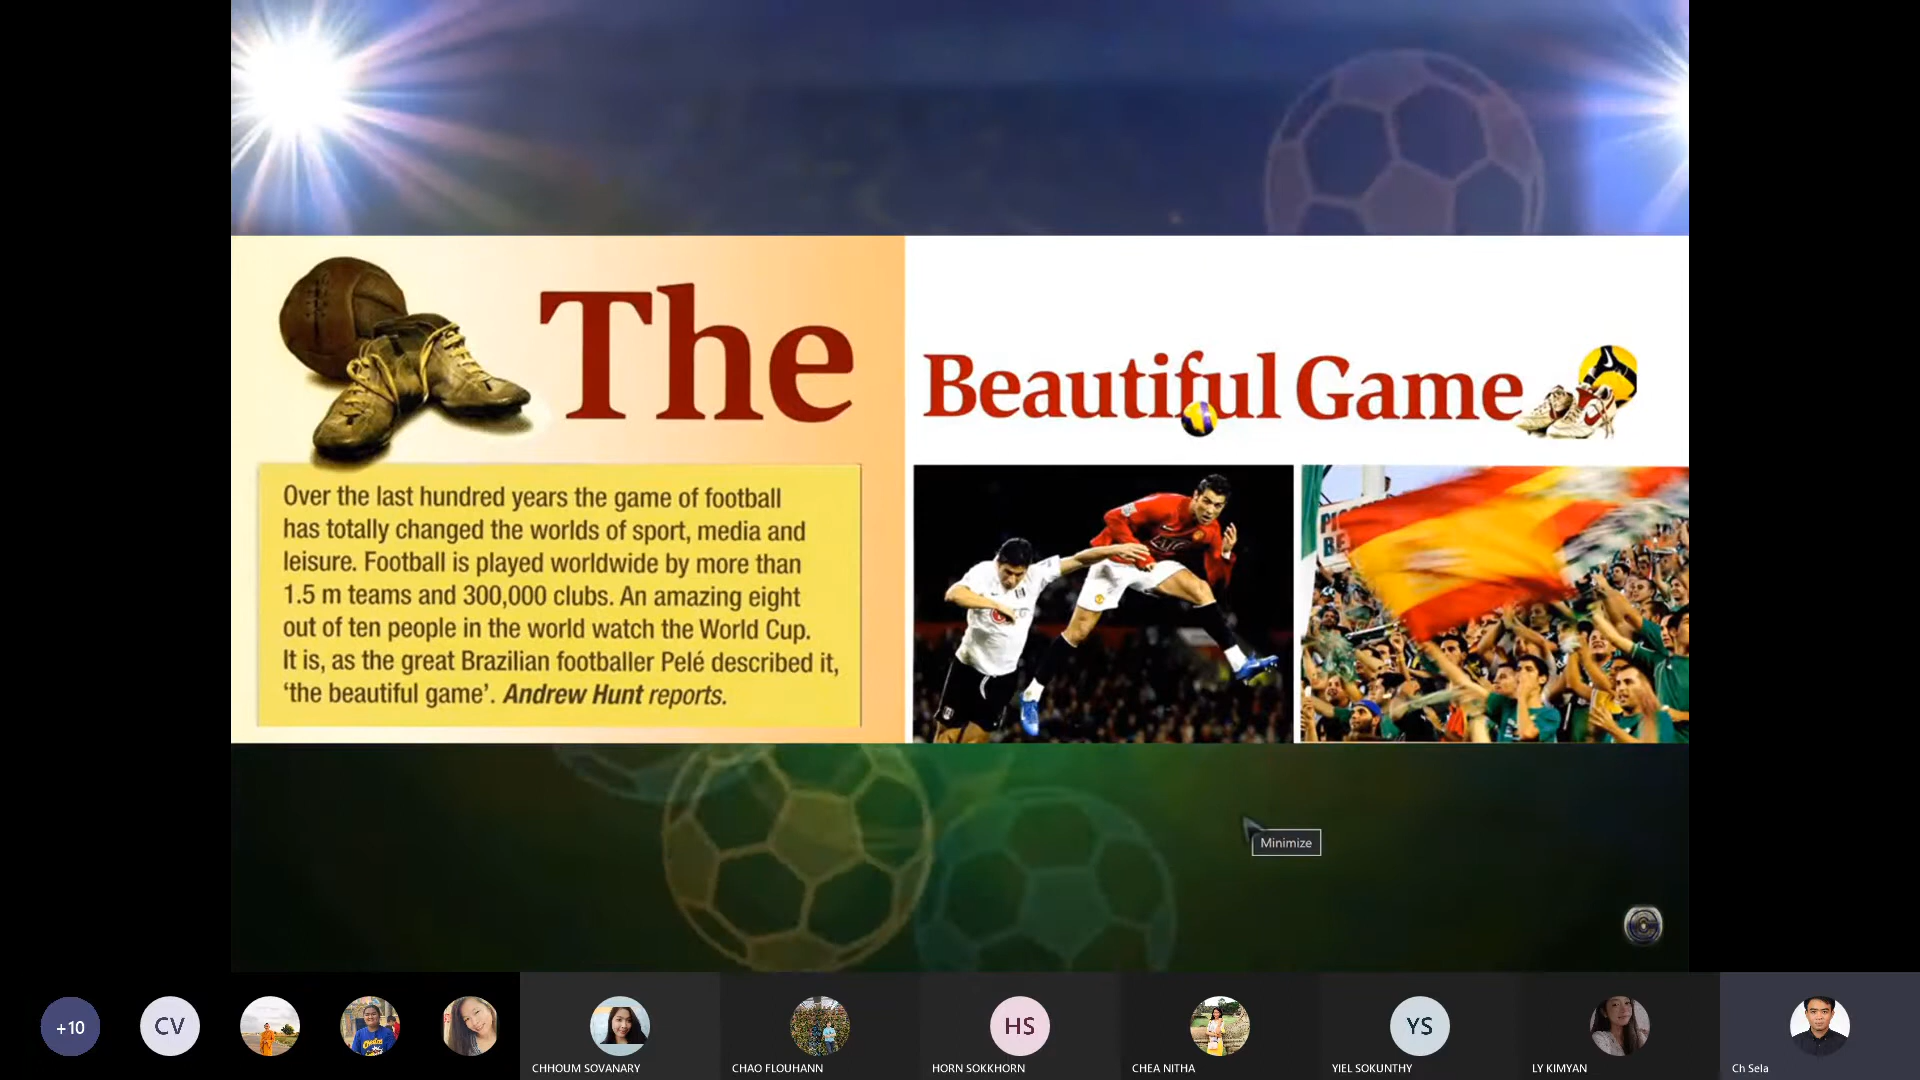 The
Beautiful Game
Over the last hundred years the game of football
has totally changed the worlds of sport, media and
leisure. Football is played worldwide by more than
1.5 m teams and 300,000 clubs. An amazing eight
out of ten people in the world watch the World Cup.
It is, as the great Brazilian footballer Pelé described it,
‘the beautiful game’. Andrew Hunt reports.
Minimize
+10
CV
HS
YS
CHHOUM SOVANARY
CHAO FLOUHANN
HORN SOKKHORN
CHEA NITHA
YIEL SOKUNTHY
LY KIMYAN
Ch Sela